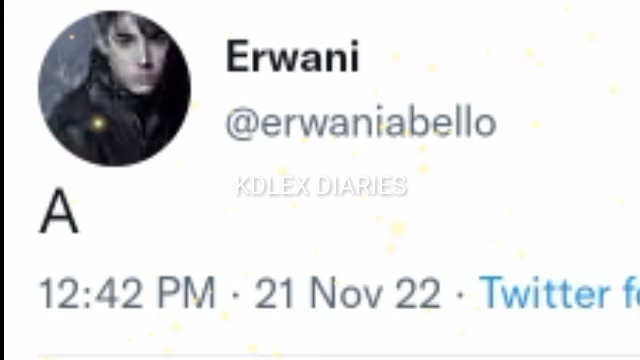 Erwani
@erwaniabello
KDLEX DIARIES
A
12:42 PM · 21 Nov 22 · Twitter